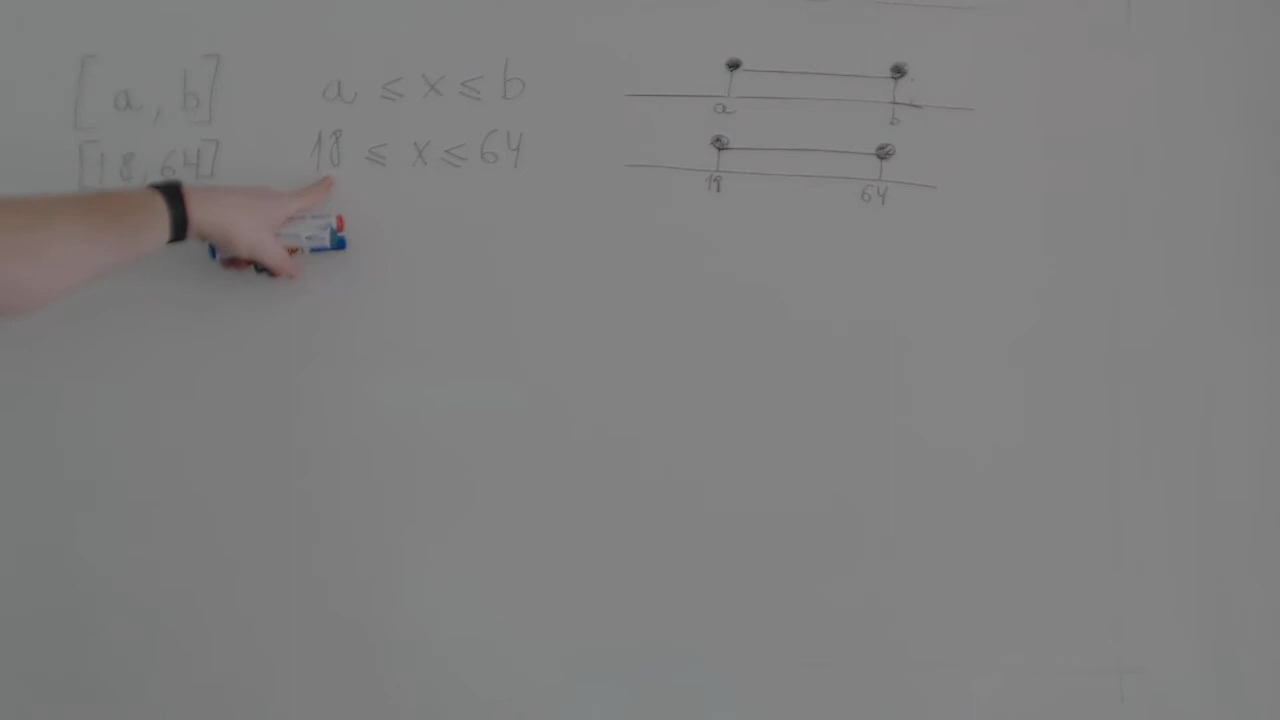 [a, b] a ≤ x ≤ b a b
[18, 64] 18 ≤ x ≤ 64 18 64